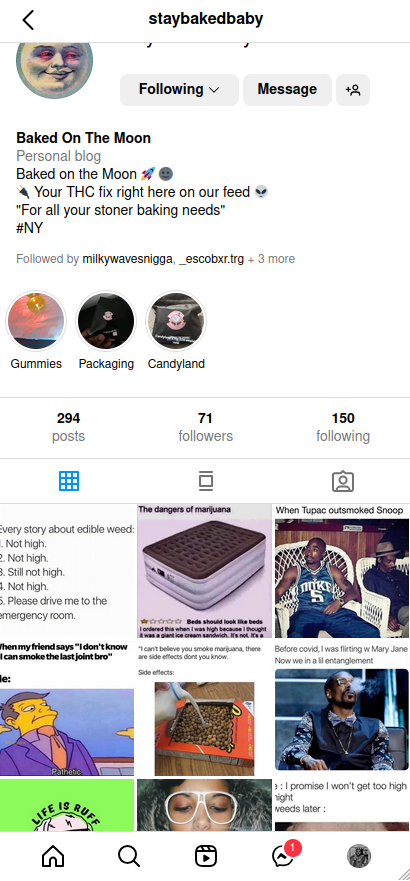 staybakedbaby
Following
Message
Baked On The Moon
Personal blog
Baked on the Moon 🚀🌚
🔌 Your THC fix right here on our feed 👽
"For all your stoner baking needs"
#NY
Followed by milkywavesnigga, _escobxr.trg + 3 more
Gummies
Packaging
Candyland
294
posts
71
followers
150
following
Every story about edible weed:
1. Not high.
2. Not high.
3. Still not high.
4. Not high.
5. Please drive me to the
emergency room.
The dangers of marijuana
Beds should look like beds
I ordered this when I was high because I thought
it was a giant ice cream sandwich. It's not. It's a
When Tupac outsmoked Snoop
DUKE
When my friend says "I don't know
I can smoke the last joint bro"
Me:
Pathetic.
"I can't believe you smoke marijuana, there
are side effects dont you know.
Side effects:
Before covid, I was flirting w Mary Jane
Now we in a lil entanglement
LIFE IS RUFF
: I promise I won't get too high
night
weeds later :
1